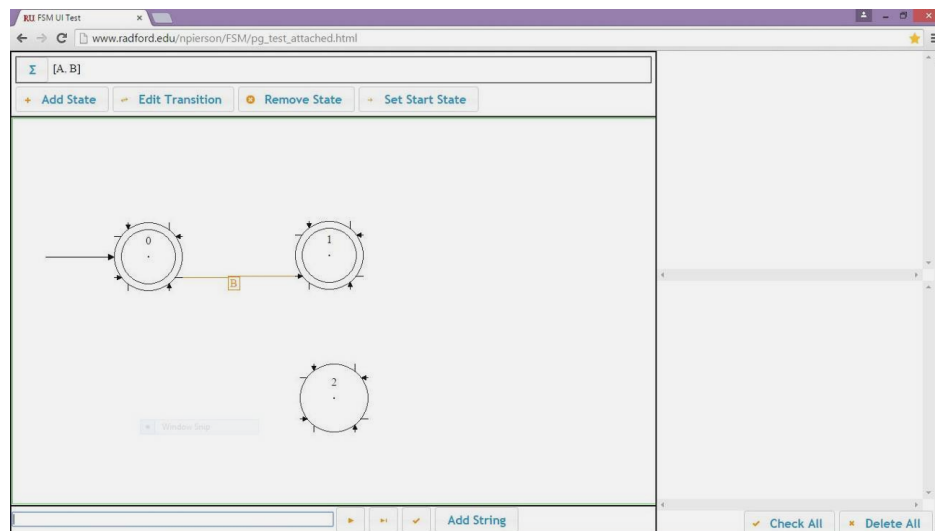 RU FSM UI Test
www.radford.edu/npierson/FSM/pg_test_attached.html
Σ [A, B]
Add State Edit Transition Remove State Set Start State
0 1
B
2
Window Snip
Add String Check All Delete All